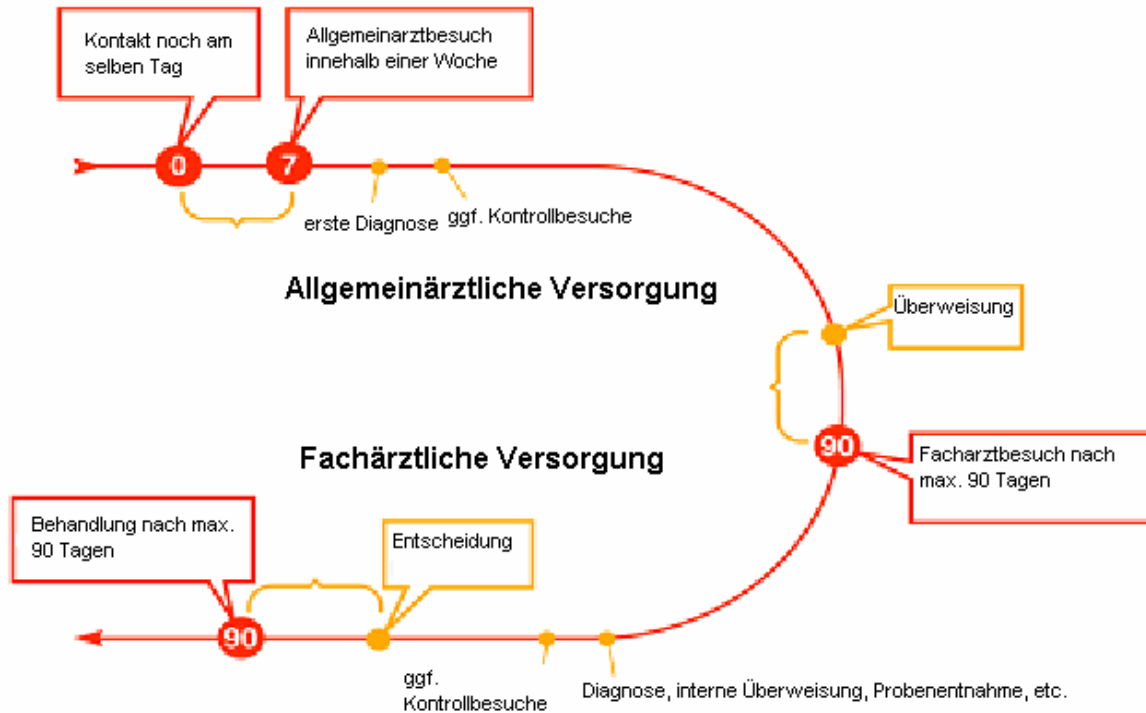 Kontakt noch am
selben Tag
Allgemeinarztbesuch
innehalb einer Woche
0
7
erste Diagnose
ggf. Kontrollbesuche
Allgemeinärztliche Versorgung
Überweisung
90
Facharztbesuch nach
max. 90 Tagen
Fachärztliche Versorgung
Behandlung nach max.
90 Tagen
Entscheidung
90
ggf.
Kontrollbesuche
Diagnose, interne Überweisung, Probenentnahme, etc.